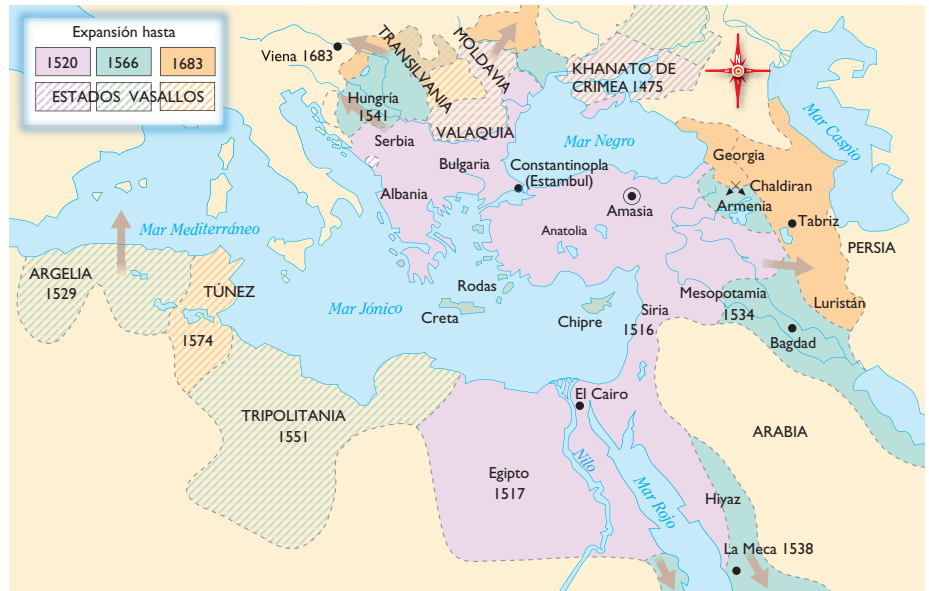 Expansión hasta
1520 1566 1683
ESTADOS VASALLOS
Viena 1683
TRANSILVANIA
MOLDAVIA
KHANATO DE
CRIMEA 1475
Hungría
1541
VALAQUIA
Serbia
Bulgaria
Albania
Constantinopla
(Estambul)
Mar Negro
Mar Caspio
Georgia
Chaldiran
Armenia
Amasia
Anatolia
Tabriz
PERSIA
Mar Mediterráneo
ARGELIA
1529
TÚNEZ
1574
Mar Jónico
Rodas
Creta
Chipre
Siria
1516
Mesopotamia
1534
Luristán
Bagdad
TRIPOLITANIA
1551
El Cairo
ARABIA
Egipto
1517
Nilo
Mar Rojo
Hiyaz
La Meca 1538